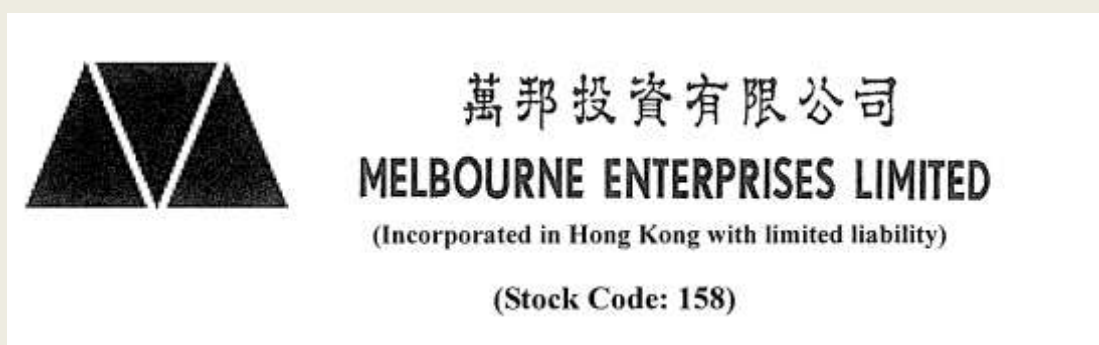 萬邦投資有限公司
MELBOURNE ENTERPRISES LIMITED
(Incorporated in Hong Kong with limited liability)
(Stock Code: 158)